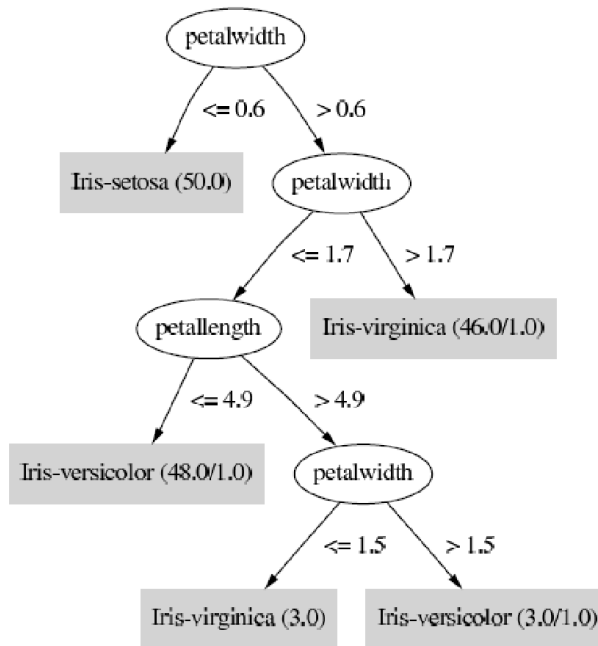 petalwidth
<= 0.6
> 0.6
Iris-setosa (50.0)
petalwidth
<= 1.7
> 1.7
petallength
Iris-virginica (46.0/1.0)
<= 4.9
> 4.9
Iris-versicolor (48.0/1.0)
petalwidth
<= 1.5
> 1.5
Iris-virginica (3.0)
Iris-versicolor (3.0/1.0)